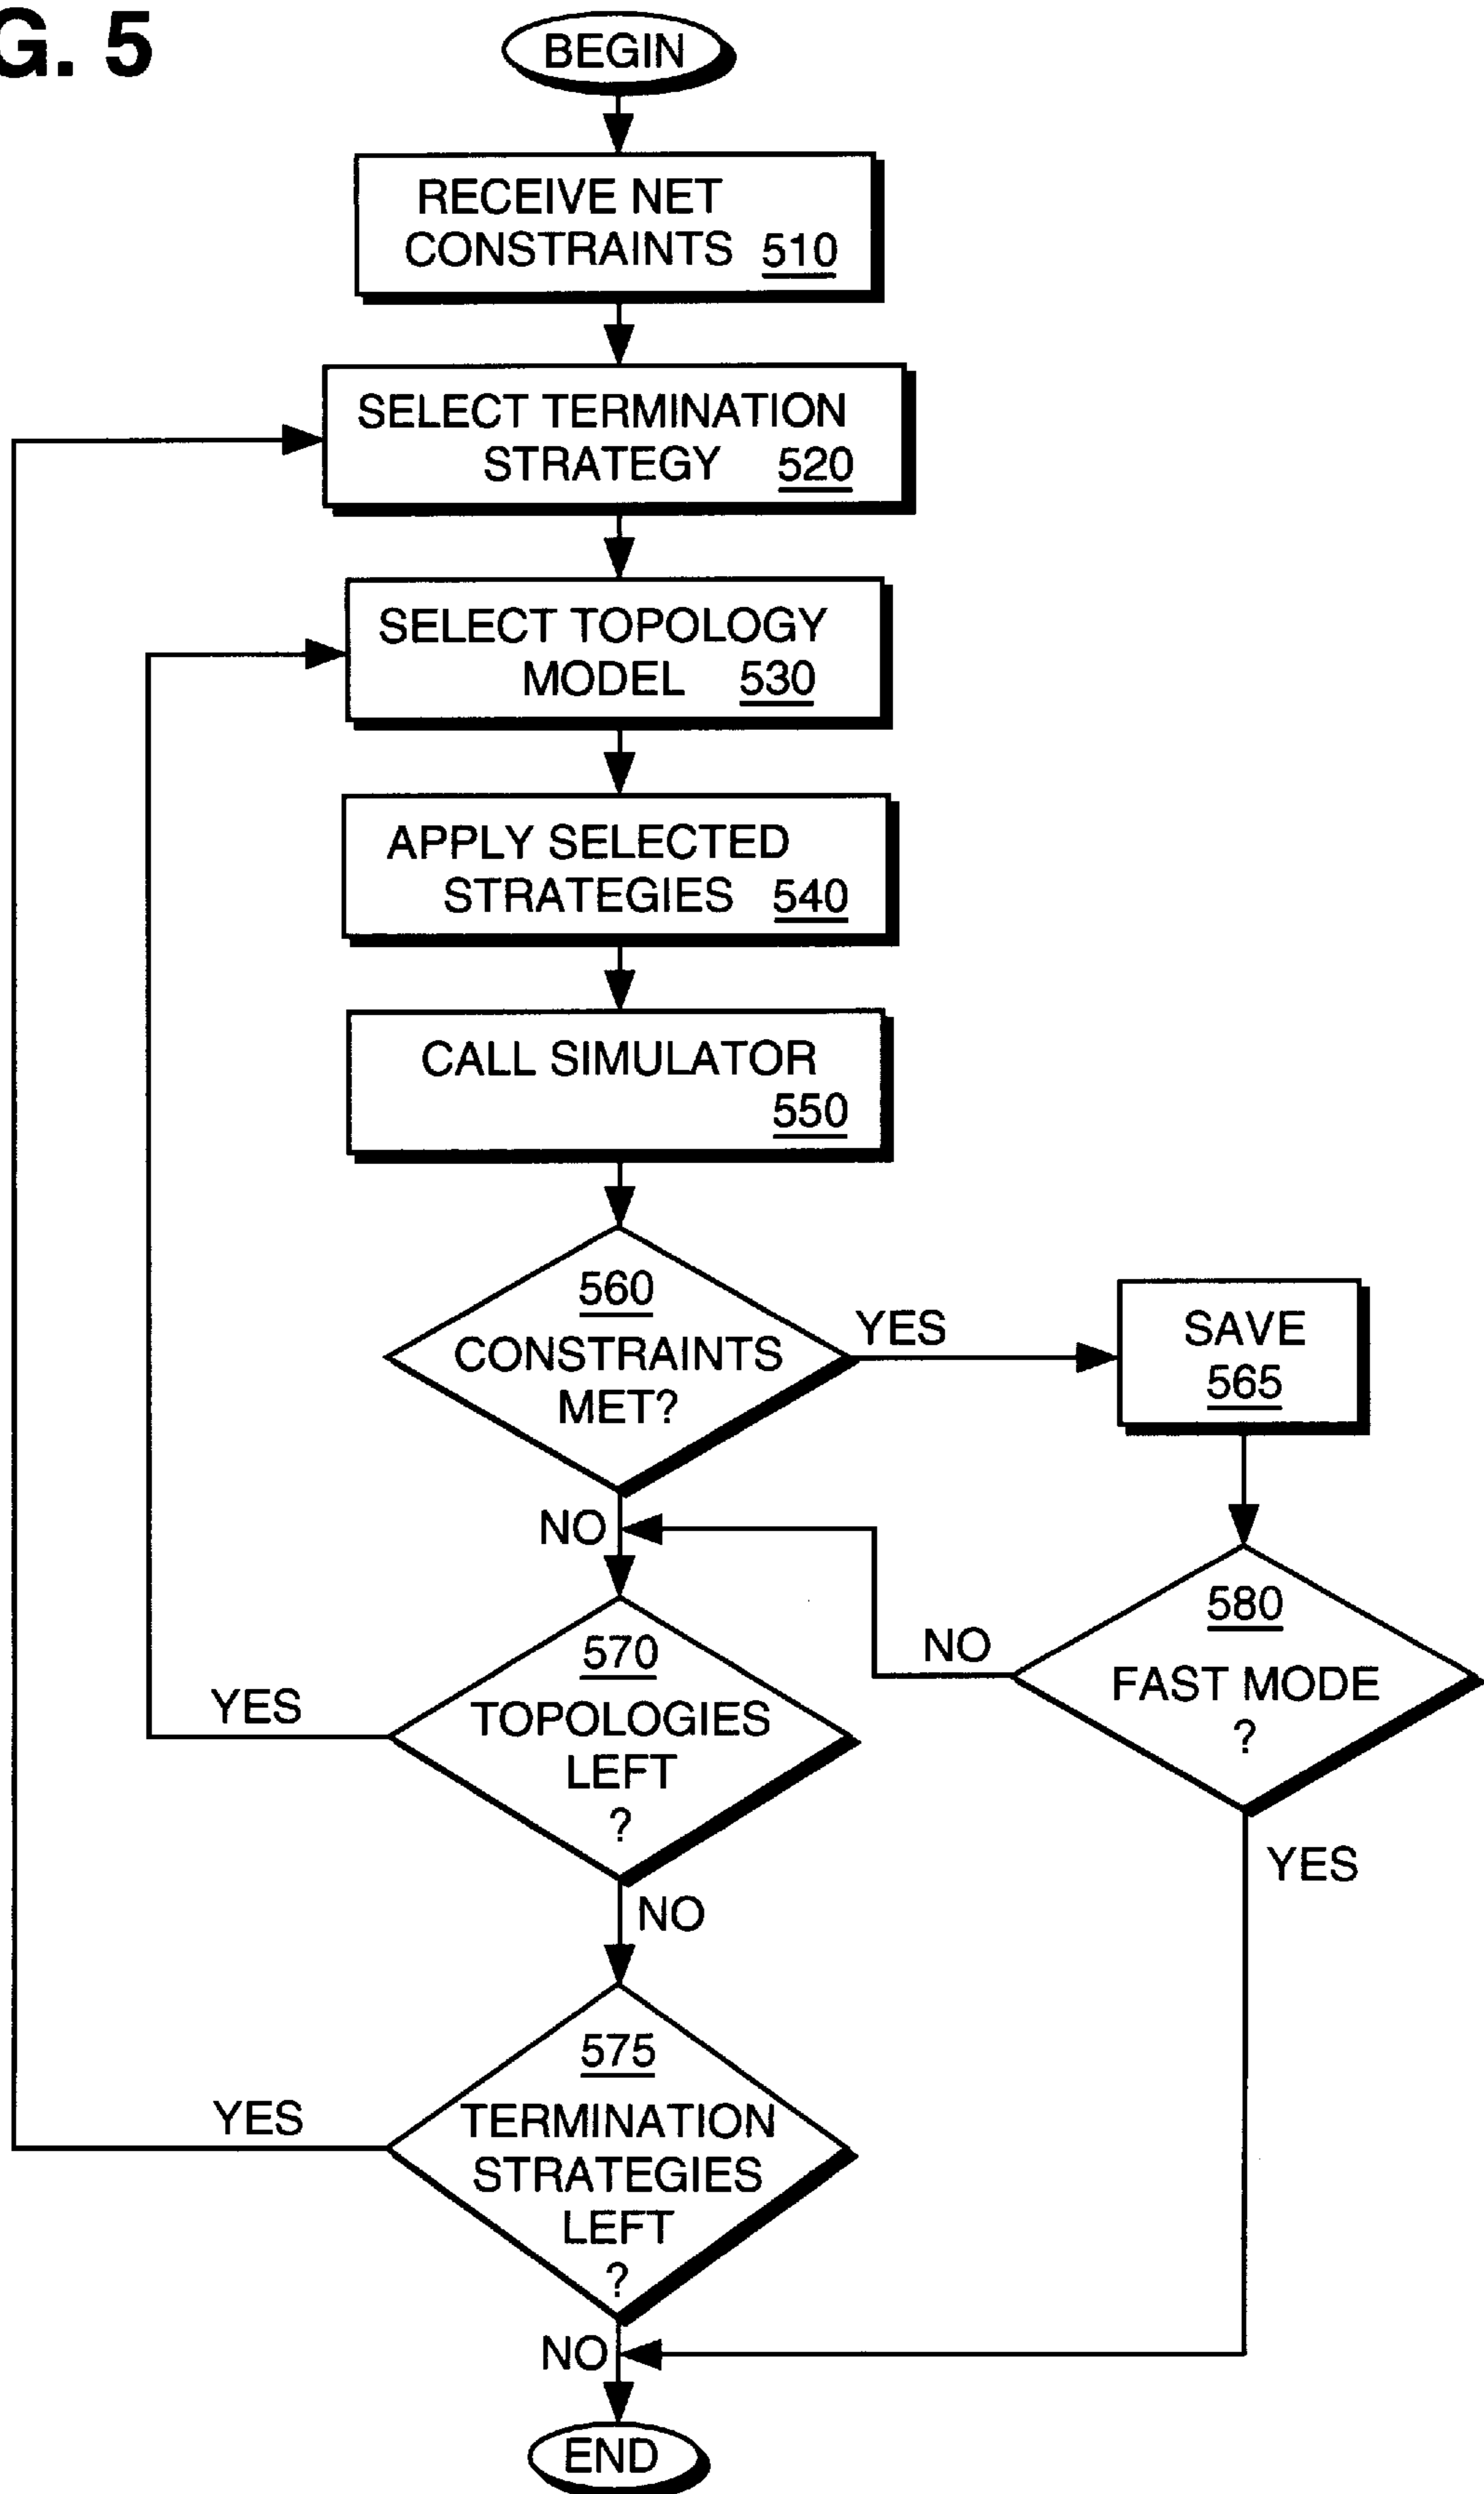 G. 5
BEGIN
RECEIVE NET
CONSTRAINTS 510
SELECT TERMINATION
STRATEGY 520
SELECT TOPOLOGY
MODEL 530
APPLY SELECTED
STRATEGIES 540
CALL SIMULATOR
550
560
CONSTRAINTS
MET?
YES
SAVE
565
NO
580
FAST MODE
?
NO
YES
570
TOPOLOGIES
LEFT
?
YES
NO
575
TERMINATION
STRATEGIES
LEFT
?
YES
NO
END